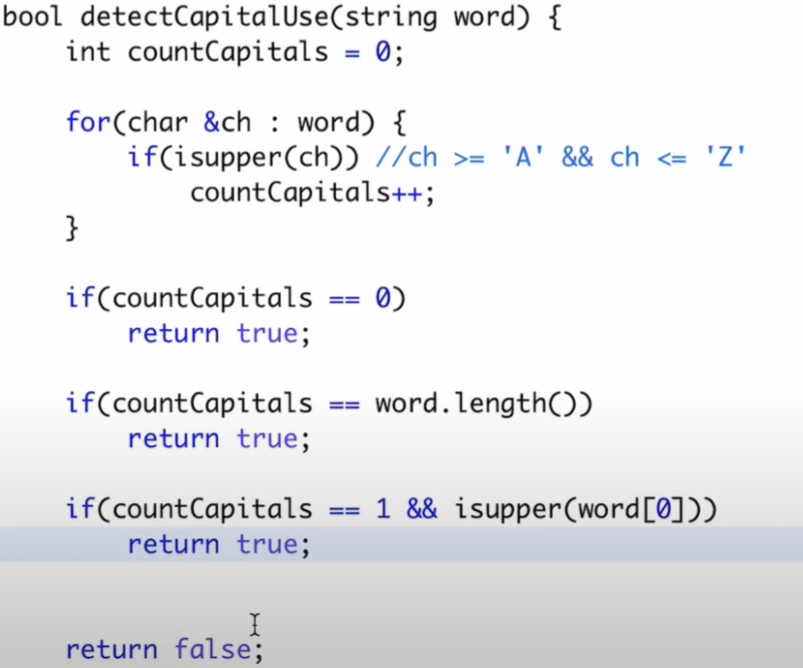 bool detectCapitalUse(string word) {
    int countCapitals = 0;
    for(char &ch : word) {
        if(isupper(ch)) //ch >= 'A' && ch <= 'Z'
            countCapitals++;
    }
    if(countCapitals == 0)
        return true;
    if(countCapitals == word.length())
        return true;
    if(countCapitals == 1 && isupper(word[0]))
        return true;
    return false;